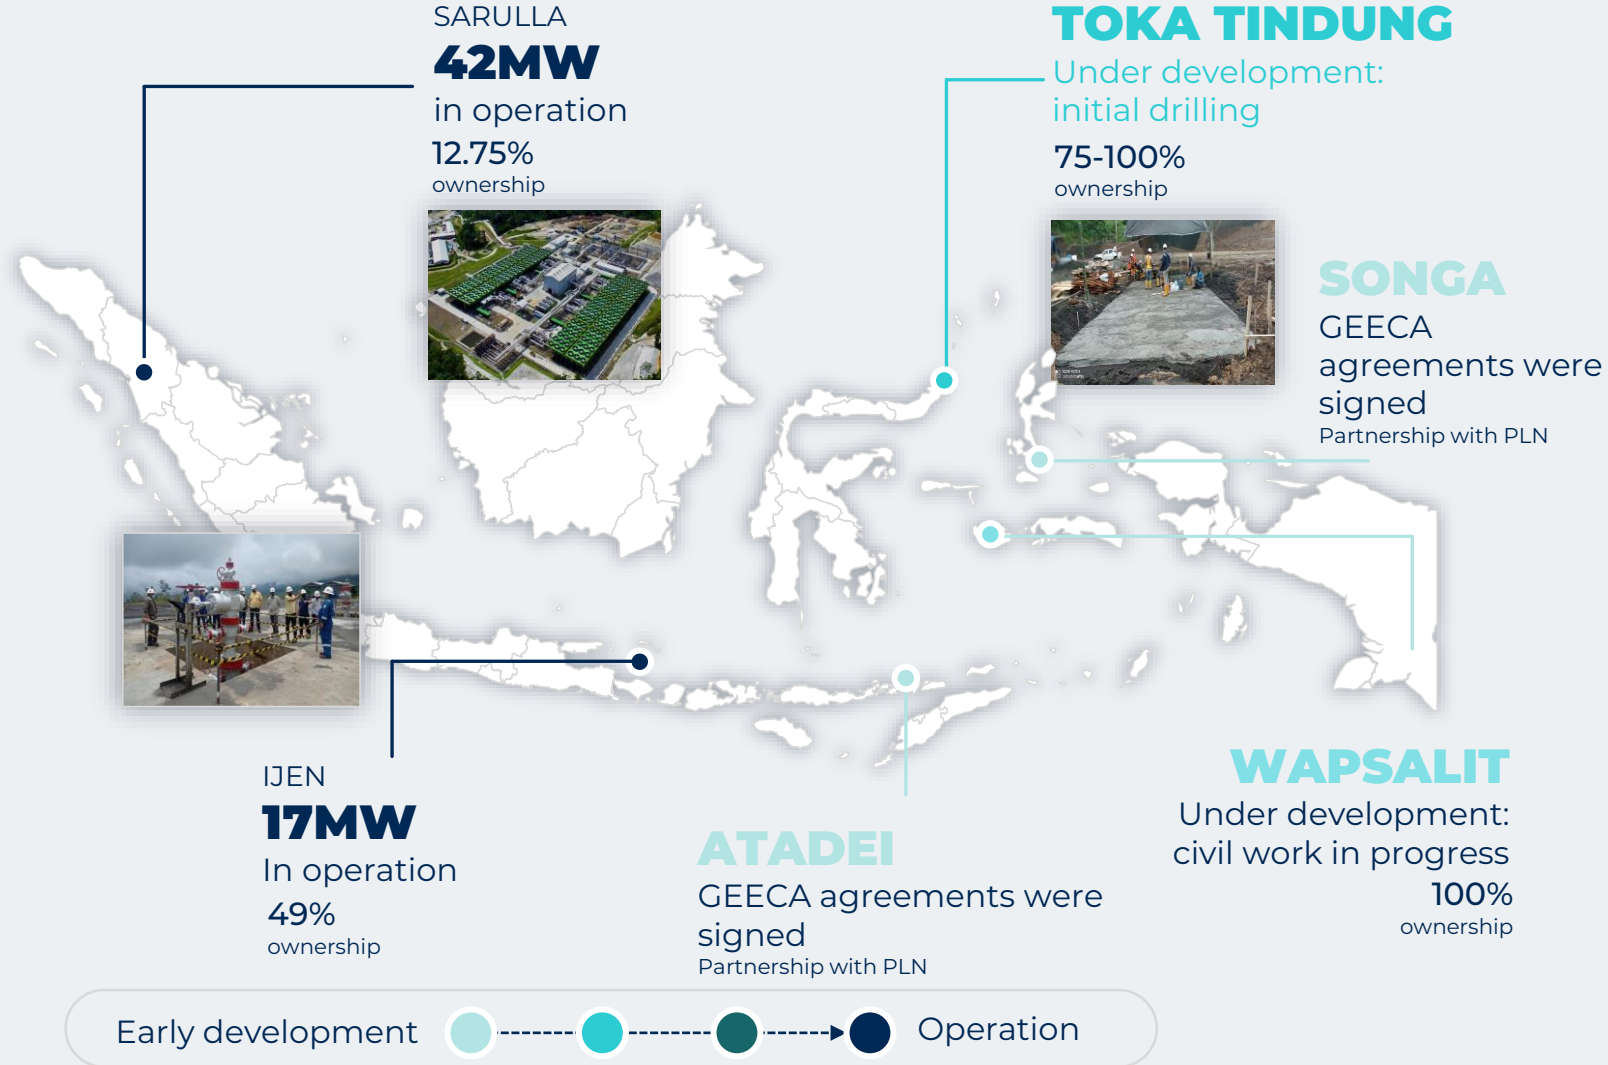 SARULLA
42MW
in operation
12.75%
ownership
TOKA TINDUNG
Under development:
initial drilling
75-100%
ownership
SONGA
GEECA
agreements were
signed
Partnership with PLN
IJEN
17MW
In operation
49%
ownership
ATADEI
GEECA agreements were
signed
Partnership with PLN
WAPSALIT
Under development:
civil work in progress
100%
ownership
Early development
Operation